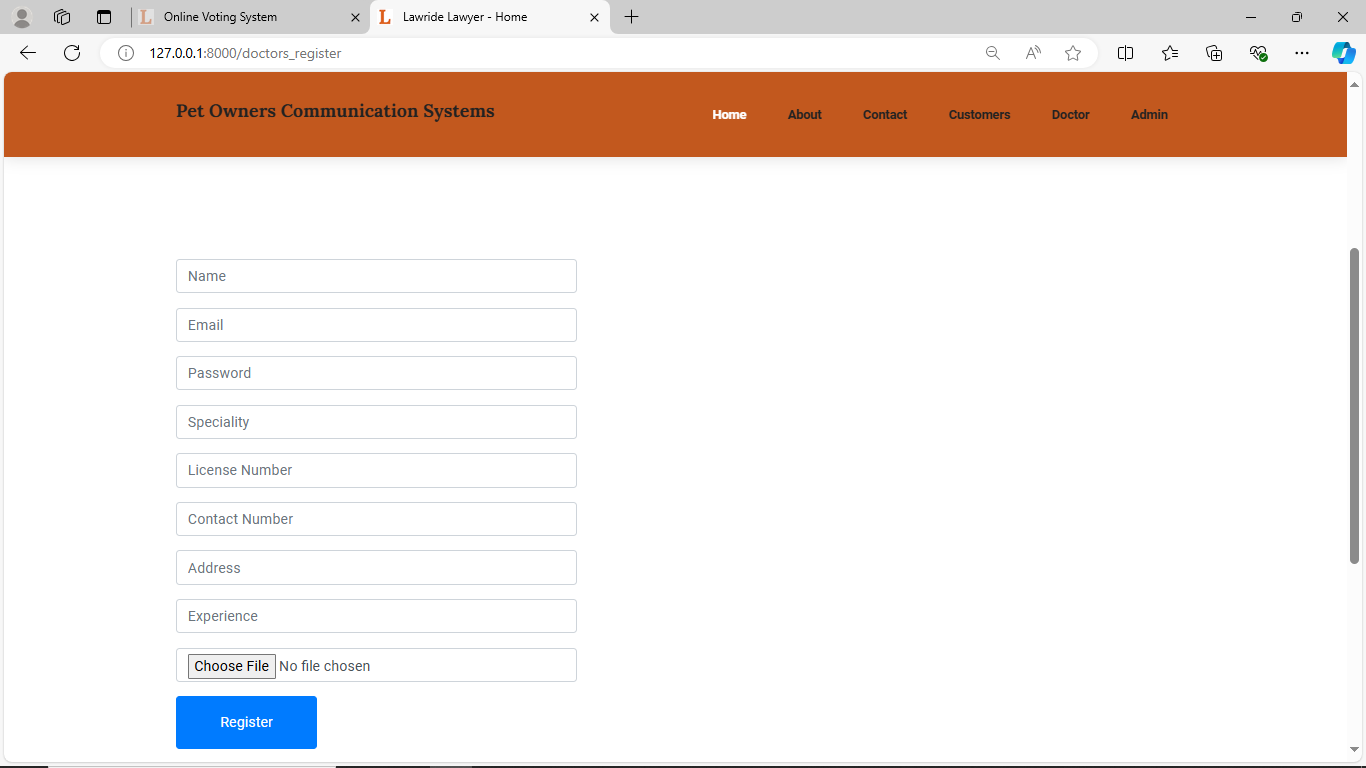 Online Voting System
Lawride Lawyer - Home
127.0.0.1:8000/doctors_register
Pet Owners Communication Systems
Home About Contact Customers Doctor Admin
Name
Email
Password
Speciality
License Number
Contact Number
Address
Experience
Choose File No file chosen
Register